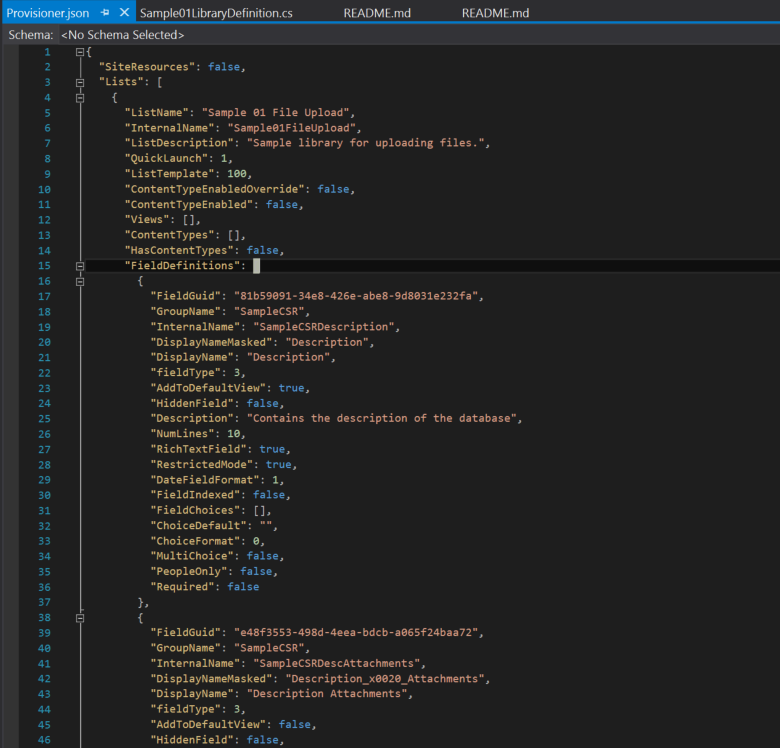 Provisioner.json Sample01LibraryDefinition.cs README.md README.md
Schema: <No Schema Selected>
1 {
2 "SiteResources": false,
3 "Lists": [
4 {
5 "ListName": "Sample 01 File Upload",
6 "InternalName": "Sample01FileUpload",
7 "ListDescription": "Sample library for uploading files.",
8 "QuickLaunch": 1,
9 "ListTemplate": 100,
10 "ContentTypeEnabledOverride": false,
11 "ContentTypeEnabled": false,
12 "Views": [],
13 "ContentTypes": [],
14 "HasContentTypes": false,
15 "FieldDefinitions":
16 {
17 "FieldGuid": "81b59091-34e8-426e-abe8-9d8031e232fa",
18 "GroupName": "SampleCSR",
19 "InternalName": "SampleCSRDescription",
20 "DisplayNameMasked": "Description",
21 "DisplayName": "Description",
22 "fieldType": 3,
23 "AddToDefaultView": true,
24 "HiddenField": false,
25 "Description": "Contains the description of the database",
26 "NumLines": 10,
27 "RichTextField": true,
28 "RestrictedMode": true,
29 "DateFieldFormat": 1,
30 "FieldIndexed": false,
31 "FieldChoices": [],
32 "ChoiceDefault": "",
33 "ChoiceFormat": 0,
34 "MultiChoice": false,
35 "PeopleOnly": false,
36 "Required": false
37 },
38 {
39 "FieldGuid": "e48f3553-498d-4eea-bdcb-a065f24baa72",
40 "GroupName": "SampleCSR",
41 "InternalName": "SampleCSRDescAttachments",
42 "DisplayNameMasked": "Description_x0020_Attachments",
43 "DisplayName": "Description Attachments",
44 "fieldType": 3,
45 "AddToDefaultView": false,
46 "HiddenField": false,